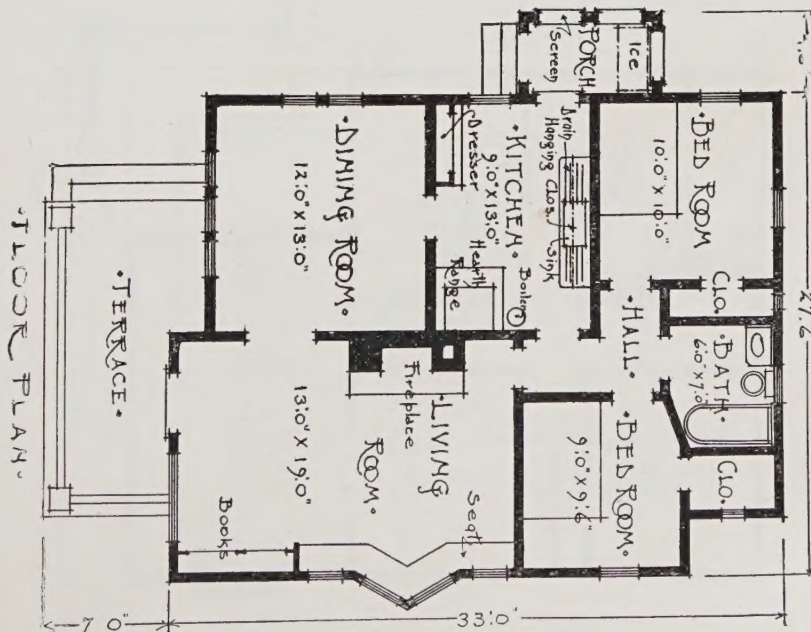 PORCH
Screen
Ice
·BED ROOM
10'·0" X 10'·0"
·KITCHEN·
9'·0" X 13'·0"
Drain
Hanging Clos.
Sink
Dresser
Hearth
Range
Boiler
·DINING ROOM·
12'·0" X 13'·0"
CLO.
·HALL·
·BATH·
6'·0" X 7'·0"
·TERRACE·
·LIVING
ROOM·
13'·0" X 19'·0"
Fireplace
Books
Seat
·BED ROOM·
9'·0" X 9'·6"
CLO.
33'·0"
7'0"
·FLOOR PLAN·